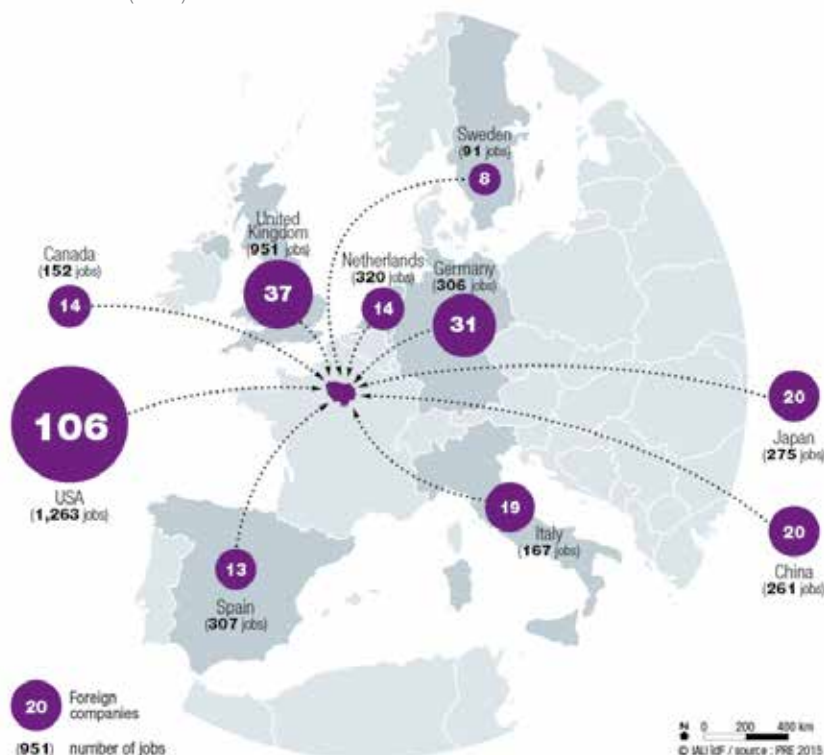 Sweden
(91 jobs)
8
United
Kingdom
(951 jobs)
37
Canada
(152 jobs)
14
Netherlands
(320 jobs)
14
Germany
(306 jobs)
31
106
USA
(1,263 jobs)
20
Japan
(275 jobs)
19
Italy
(167 jobs)
20
China
(261 jobs)
13
Spain
(307 jobs)
20
Foreign
companies
(951) number of jobs
N 0 200 400 km
© IAU IdF / source : PRE 2015